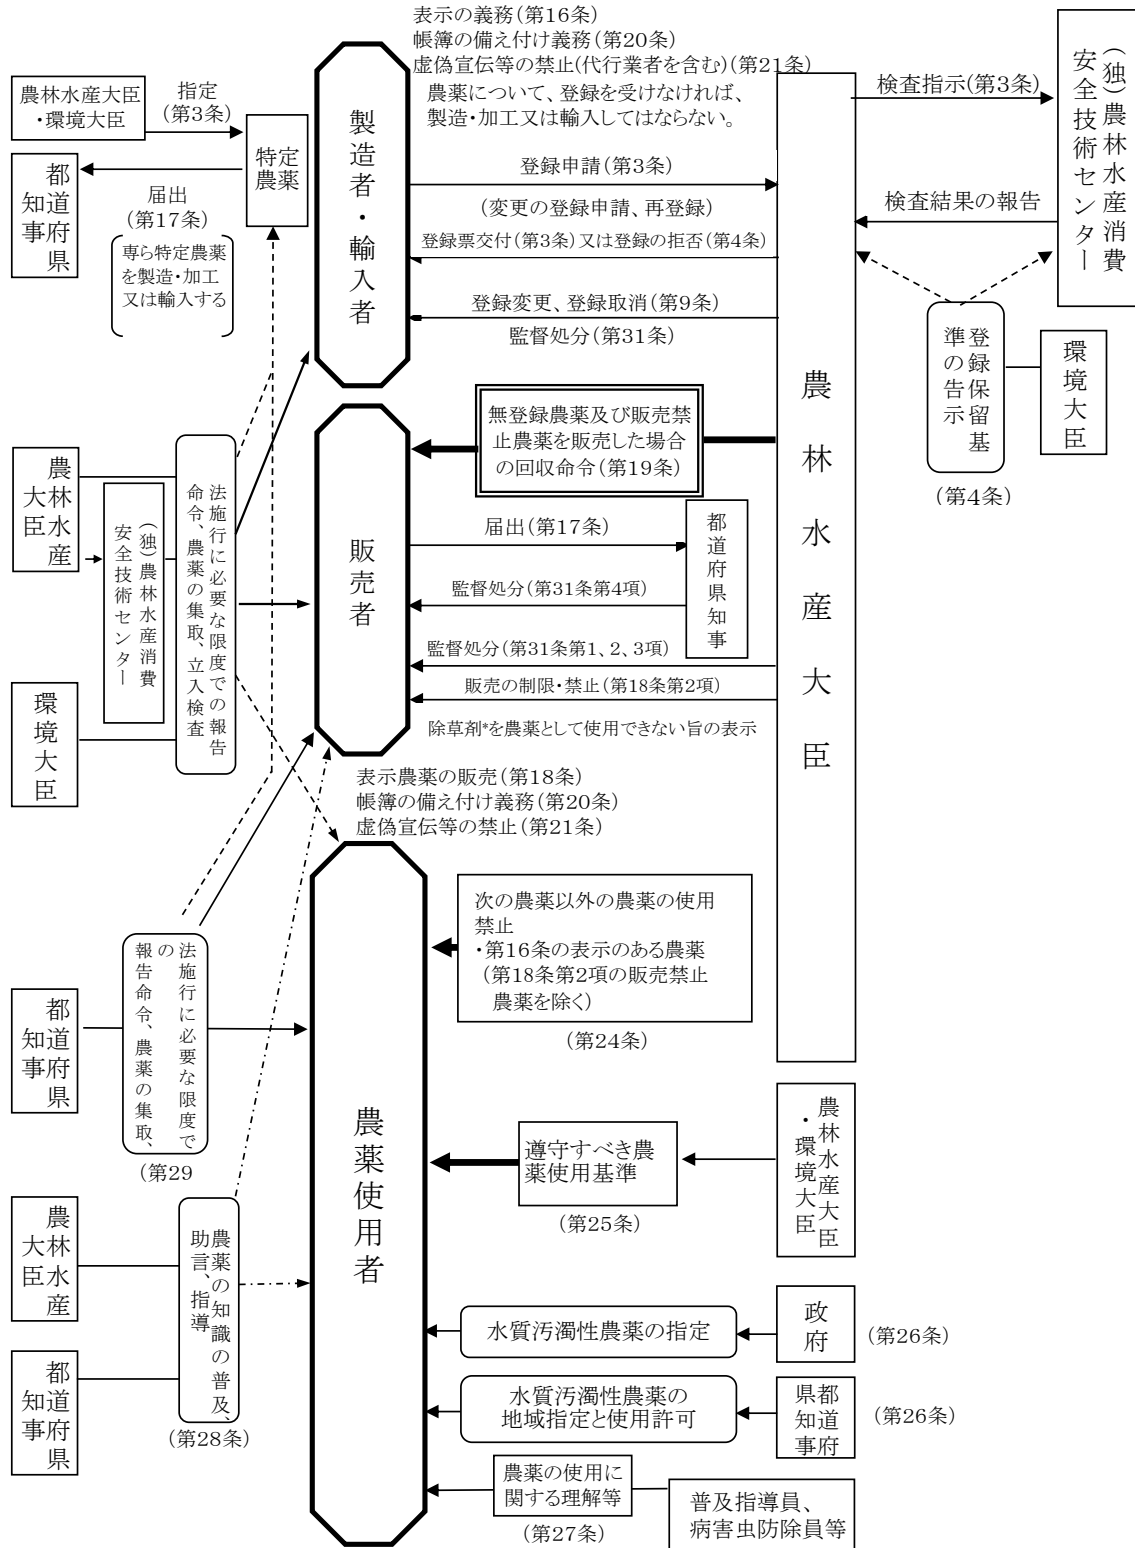 表示の義務(第16条)
帳簿の備え付け義務(第20条)
虚偽宣伝等の禁止(代行業者を含む)(第21条)
農薬について、登録を受けなければ、
製造・加工又は輸入してはならない。
農林水産大臣
・環境大臣
指定
(第3条)
特定
農薬
都道府県
知事
届出
(第17条)
専ら特定農薬
を製造・加工
又は輸入する
製造者・輸入者
登録申請(第3条)
(変更の登録申請、再登録)
登録票交付(第3条)又は登録の拒否(第4条)
登録変更、登録取消(第9条)
監督処分(第31条)
農林水産大臣
検査指示(第3条)
検査結果の報告
(独)農林水産消費
安全技術センター
登録保留基
準の告示
(第4条)
環境大臣
無登録農薬及び販売禁
止農薬を販売した場合
の回収命令(第19条)
販売者
届出(第17条)
都道府県知事
監督処分(第31条第4項)
監督処分(第31条第1、2、3項)
販売の制限・禁止(第18条第2項)
除草剤*を農薬として使用できない旨の表示
農林水産
大臣
(独)農林水産消費
安全技術センター
環境大臣
法施行に必要な限度での報告
命令、農薬の集取、立入検査
表示農薬の販売(第18条)
帳簿の備え付け義務(第20条)
虚偽宣伝等の禁止(第21条)
農薬使用者
次の農薬以外の農薬の使用
禁止
・第16条の表示のある農薬
(第18条第2項の販売禁止
農薬を除く)
(第24条)
都道府県
知事
法施行に必要な限度で
の
報告命令、農薬の集取、
(第29
遵守すべき農
薬使用基準
(第25条)
農林水産大臣
・環境大臣
農林水産
大臣
都道府県
知事
農薬の知識の普及、
助言、指導
(第28条)
水質汚濁性農薬の指定
政府
(第26条)
水質汚濁性農薬の
地域指定と使用許可
都道府
県知事
(第26条)
農薬の使用に
関する理解等
(第27条)
普及指導員、
病害虫防除員等